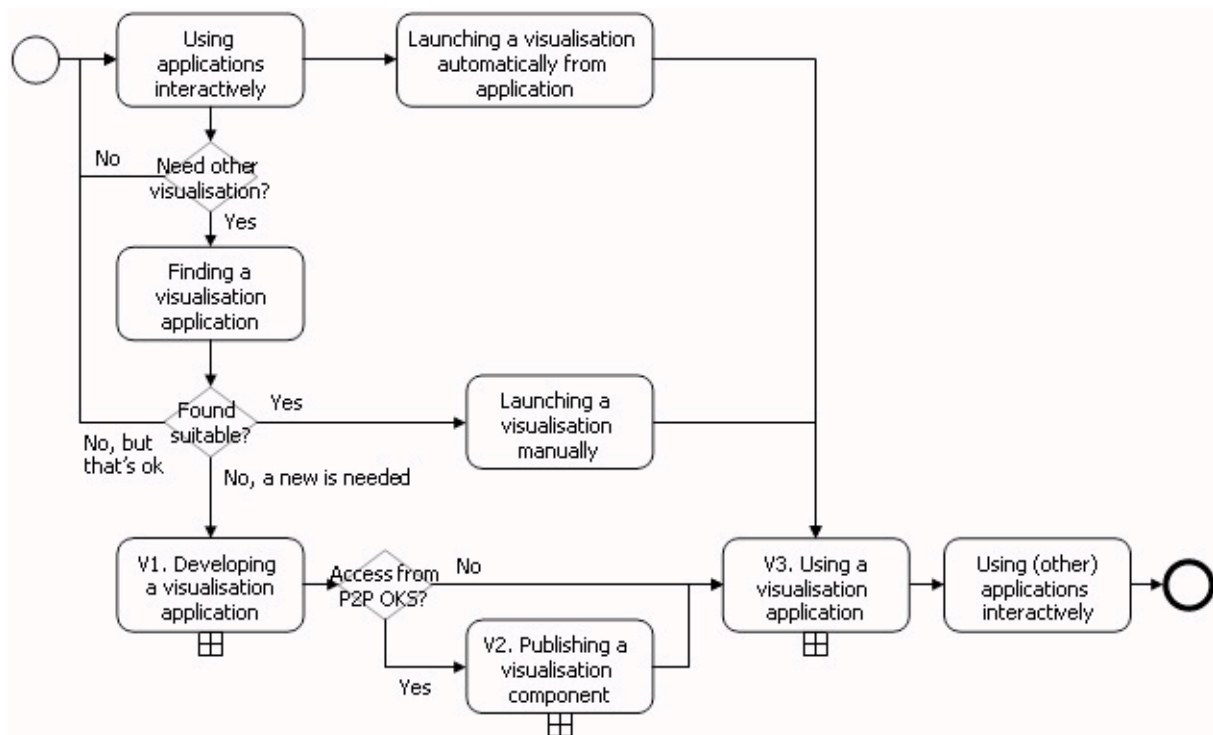 Using
applications
interactively
Launching a visualisation
automatically from
application
No
Need other
visualisation?
Yes
Finding a
visualisation
application
Found
suitable?
Yes
Launching a
visualisation
manually
No, but
that's ok
No, a new is needed
V1. Developing
a visualisation
application
Access from
P2P OKS?
No
Yes
V2. Publishing a
visualisation
component
V3. Using a
visualisation
application
Using (other)
applications
interactively